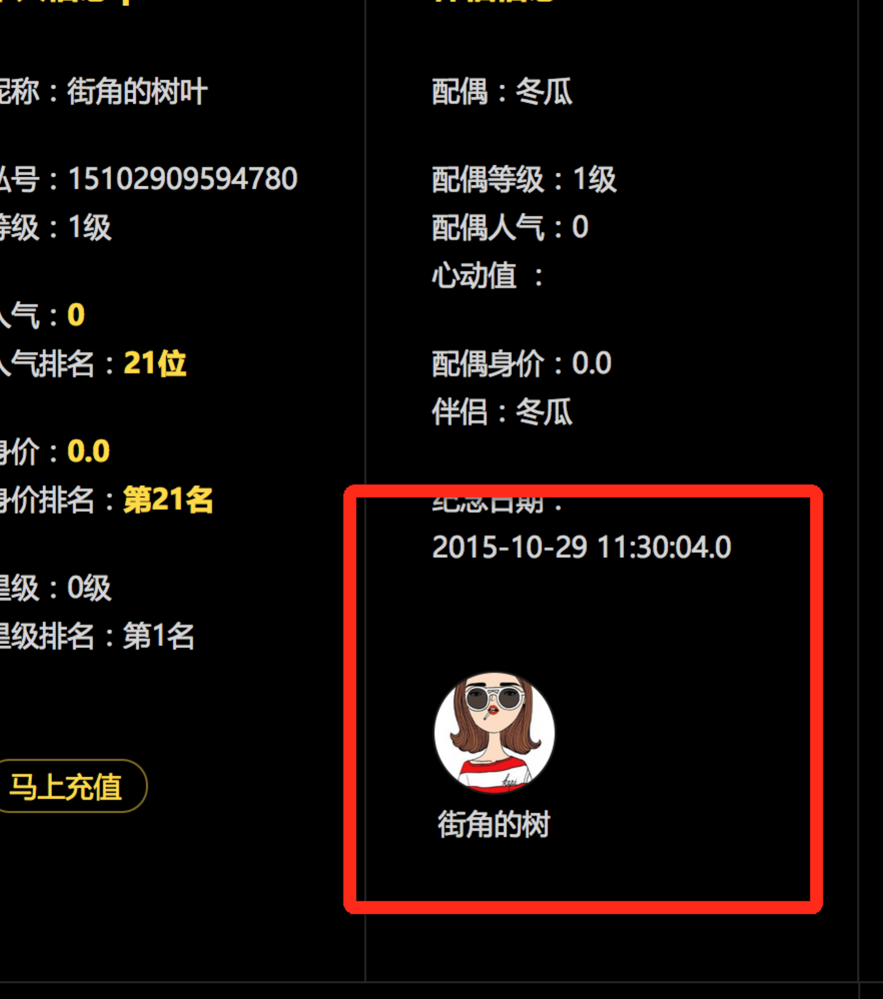 昵称：街角的树叶
号：15102909594780
等级：1级
人气：0
人气排名：21位
身价：0.0
身价排名：第21名
星级：0级
星级排名：第1名
马上充值
配偶：冬瓜
配偶等级：1级
配偶人气：0
心动值 ：
配偶身价：0.0
伴侣：冬瓜
纪念日期：
2015-10-29 11:30:04.0
街角的树